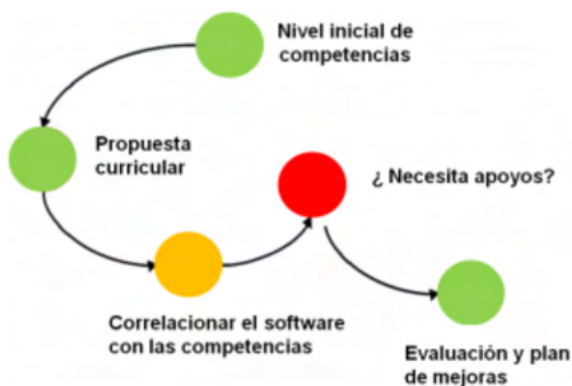 Nivel inicial de
competencias
Propuesta
curricular
¿ Necesita apoyos?
Correlacionar el software
con las competencias
Evaluación y plan
de mejoras